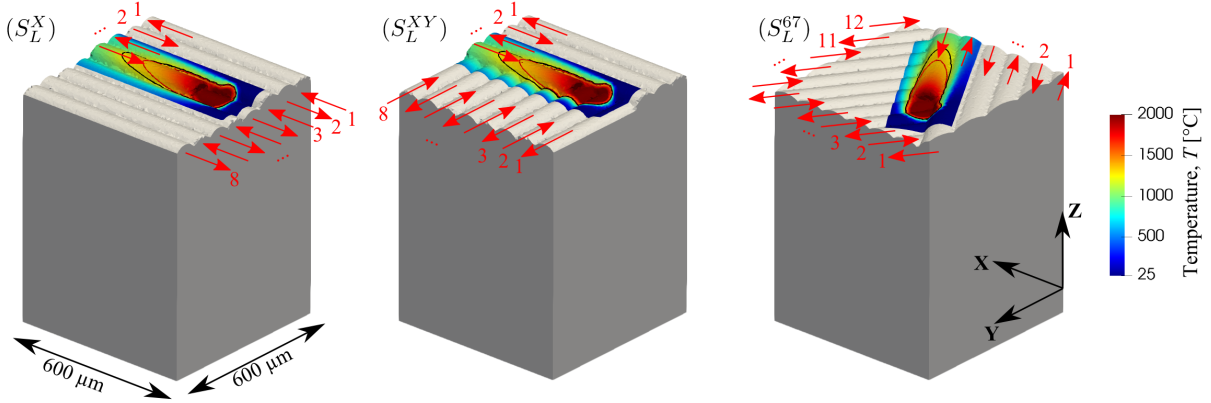 (S_L^X)
... 2 1
1
2
3
...
8
600 µm
600 µm
(S_L^{XY})
... 2 1
8
...
3
2
1
(S_L^{67})
12
11
...
3
2
1
...
2
1
X
Y
Z
2000
1500
1000
500
25
Temperature, T [°C]